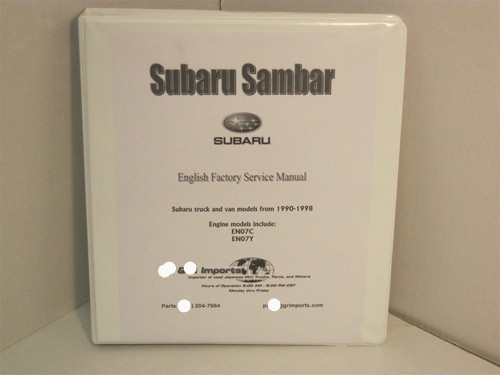 Subaru Sambar
SUBARU
English Factory Service Manual
Subaru truck and van models from 1990-1998
Engine models include:
EN07C
EN07Y
& Imports
Importer of used Japanese Mini Trucks, Parts, and Motors
Hours of Operation 8:00 AM - 5:00 PM CST
Monday thru Friday
Parts ) 204-7984 p grimports.com